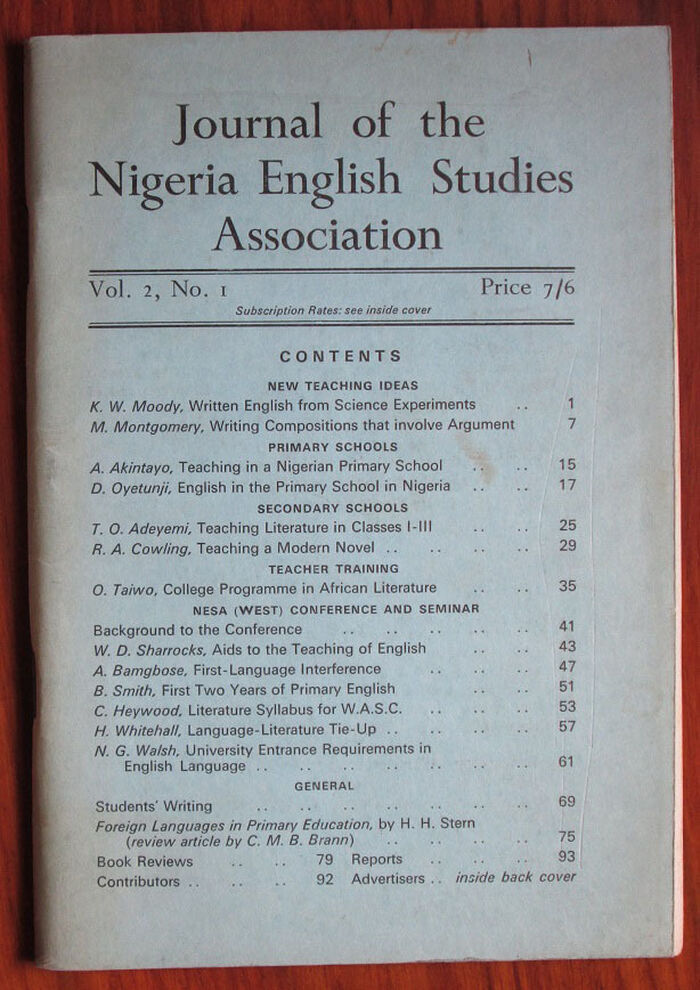 Journal of the
Nigeria English Studies
Association
Vol. 2, No. 1 Price 7/6
Subscription Rates: see inside cover
CONTENTS
NEW TEACHING IDEAS
K. W. Moody, Written English from Science Experiments .. 1
M. Montgomery, Writing Compositions that involve Argument 7
PRIMARY SCHOOLS
A. Akintayo, Teaching in a Nigerian Primary School .. .. 15
D. Oyetunji, English in the Primary School in Nigeria .. .. 17
SECONDARY SCHOOLS
T. O. Adeyemi, Teaching Literature in Classes I-III .. .. 25
R. A. Cowling, Teaching a Modern Novel .. .. .. .. 29
TEACHER TRAINING
O. Taiwo, College Programme in African Literature .. .. 35
NESA (WEST) CONFERENCE AND SEMINAR
Background to the Conference .. .. .. .. .. 41
W. D. Sharrocks, Aids to the Teaching of English .. .. 43
A. Bamgbose, First-Language Interference .. .. .. 47
B. Smith, First Two Years of Primary English .. .. 51
C. Heywood, Literature Syllabus for W.A.S.C. .. .. .. 53
H. Whitehall, Language-Literature Tie-Up .. .. .. .. 57
N. G. Walsh, University Entrance Requirements in
English Language .. .. .. .. .. .. .. 61
GENERAL
Students' Writing .. .. .. .. .. .. .. 69
Foreign Languages in Primary Education, by H. H. Stern
(review article by C. M. B. Brann) .. .. .. .. 75
Book Reviews .. .. 79 Reports .. .. .. 93
Contributors .. .. .. 92 Advertisers .. inside back cover